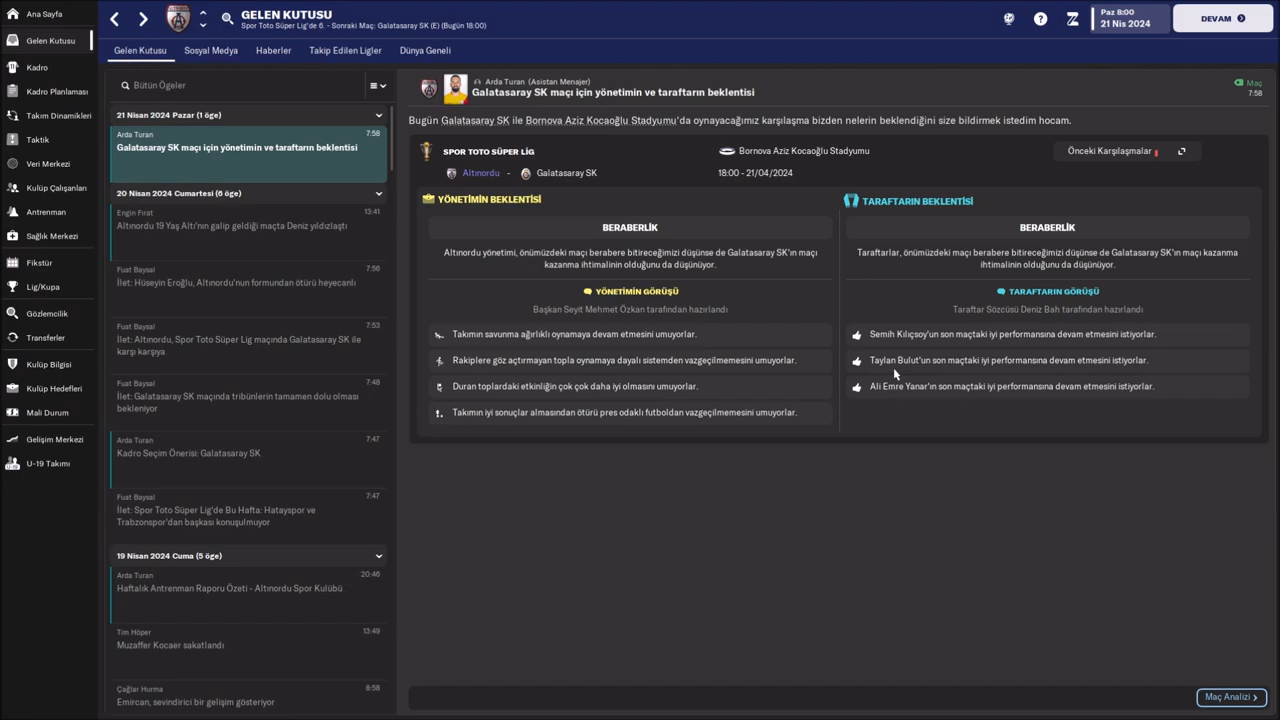 Ana Sayfa
Gelen Kutusu
Kadro
Kadro Planlaması
Takım Dinamikleri
Taktik
Veri Merkezi
Kulüp Çalışanları
Antrenman
Sağlık Merkezi
Fikstür
Lig/Kupa
Gözlemcilik
Transferler
Kulüp Bilgisi
Kulüp Hedefleri
Mali Durum
Gelişim Merkezi
U-19 Takımı
GELEN KUTUSU
Spor Toto Süper Lig'de 6. - Sonraki Maç: Galatasaray SK (E) (Bugün 18:00)
Paz 8:00
21 Nis 2024
DEVAM
Gelen Kutusu
Sosyal Medya
Haberler
Takip Edilen Ligler
Dünya Geneli
Bütün Ögeler
21 Nisan 2024 Pazar (1 öge)
Arda Turan 7:58
Galatasaray SK maçı için yönetimin ve taraftarın beklentisi
20 Nisan 2024 Cumartesi (6 öge)
Engin Fırat 13:41
Altınordu 19 Yaş Altı'nın galip geldiği maçta Deniz yıldızlaştı
Fuat Baysal 7:56
İlet: Hüseyin Eroğlu, Altınordu'nun formundan ötürü heyecanlı
Fuat Baysal 7:53
İlet: Altınordu, Spor Toto Süper Lig maçında Galatasaray SK ile
karşı karşıya
Fuat Baysal 7:48
İlet: Galatasaray SK maçında tribünlerin tamamen dolu olması
bekleniyor
Arda Turan 7:47
Kadro Seçim Önerisi: Galatasaray SK
Fuat Baysal 7:47
İlet: Spor Toto Süper Lig'de Bu Hafta: Hatayspor ve
Trabzonspor'dan başkası konuşulmuyor
19 Nisan 2024 Cuma (5 öge)
Arda Turan 20:46
Haftalık Antrenman Raporu Özeti - Altınordu Spor Kulübü
Tim Höper 13:49
Muzaffer Kocaer sakatlandı
Çağlar Hurma 8:58
Emircan, sevindirici bir gelişim gösteriyor
Arda Turan (Asistan Menajer)
Galatasaray SK maçı için yönetimin ve taraftarın beklentisi
Maç
7:58
Bugün Galatasaray SK ile Bornova Aziz Kocaoğlu Stadyumu'da oynayacağımız karşılaşma bizden nelerin beklendiğini size bildirmek istedim hocam.
SPOR TOTO SÜPER LİG
Bornova Aziz Kocaoğlu Stadyumu
Önceki Karşılaşmalar
Altınordu - Galatasaray SK
18:00 - 21/04/2024
YÖNETİMİN BEKLENTİSİ
BERABERLİK
Altınordu yönetimi, önümüzdeki maçı berabere bitireceğimizi düşünse de Galatasaray SK'ın maçı
kazanma ihtimalinin olduğunu da düşünüyor.
YÖNETİMİN GÖRÜŞÜ
Başkan Seyit Mehmet Özkan tarafından hazırlandı
Takımın savunma ağırlıklı oynamaya devam etmesini umuyorlar.
Rakiplere göz açtırmayan topla oynamaya dayalı sistemden vazgeçilmemesini umuyorlar.
Duran toplardaki etkinliğin çok çok daha iyi olmasını umuyorlar.
Takımın iyi sonuçlar almasından ötürü pres odaklı futboldan vazgeçilmemesini umuyorlar.
TARAFTARIN BEKLENTİSİ
BERABERLİK
Taraftarlar, önümüzdeki maçı berabere bitireceğimizi düşünse de Galatasaray SK'ın maçı kazanma
ihtimalinin olduğunu da düşünüyor.
TARAFTARIN GÖRÜŞÜ
Taraftar Sözcüsü Deniz Bah tarafından hazırlandı
Semih Kılıçsoy'un son maçtaki iyi performansına devam etmesini istiyorlar.
Taylan Bulut'un son maçtaki iyi performansına devam etmesini istiyorlar.
Ali Emre Yanar'ın son maçtaki iyi performansına devam etmesini istiyorlar.
Maç Analizi